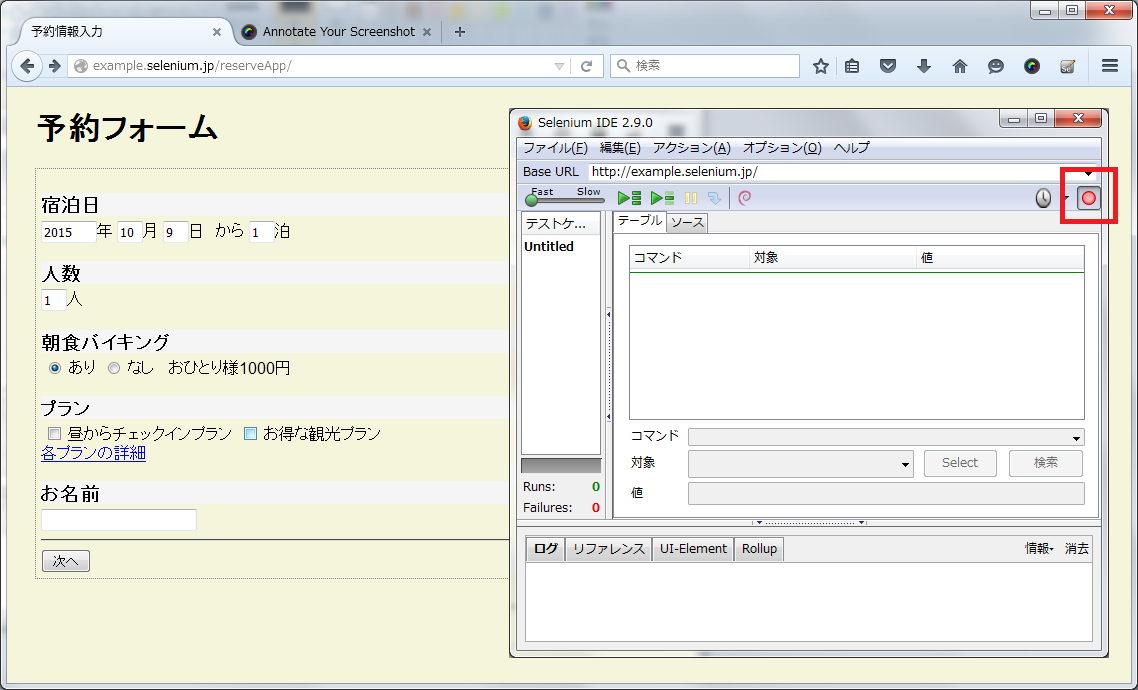 予約情報入力
Annotate Your Screenshot
example.selenium.jp/reserveApp/
検索
予約フォーム
宿泊日
2015年 10月 9日 から 1泊
人数
1人
朝食バイキング
あり なし おひとり様1000円
プラン
昼からチェックインプラン お得な観光プラン
各プランの詳細
お名前
次へ
Selenium IDE 2.9.0
ファイル(F) 編集(E) アクション(A) オプション(O) ヘルプ
Base URL http://example.selenium.jp/
Fast Slow
テストケ...
Untitled
Runs: 0
Failures: 0
テーブル ソース
コマンド 対象 値
コマンド
対象 Select 検索
値
ログ リファレンス UI-Element Rollup 情報 消去